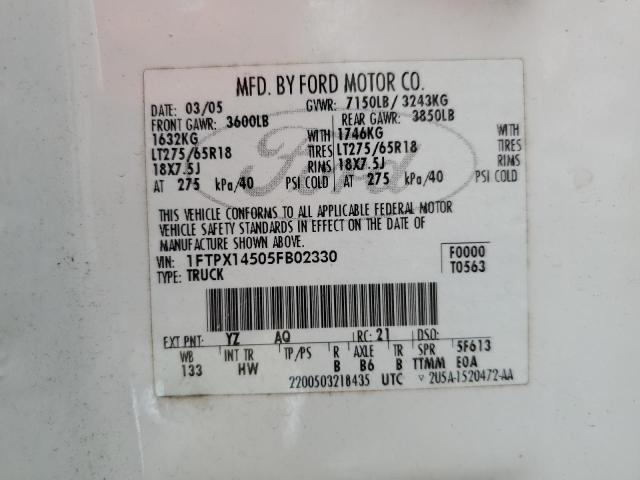 MFD. BY FORD MOTOR CO.
DATE: 03/05 GVWR: 7150LB / 3243KG
FRONT GAWR: 3600LB REAR GAWR: 3850LB
1632KG WITH 1746KG WITH
LT275/65R18 TIRES LT275/65R18 TIRES
18X7.5J RIMS 18X7.5J RIMS
AT 275 kPa/40 PSI COLD AT 275 kPa/40 PSI COLD
Ford
THIS VEHICLE CONFORMS TO ALL APPLICABLE FEDERAL MOTOR
VEHICLE SAFETY STANDARDS IN EFFECT ON THE DATE OF
MANUFACTURE SHOWN ABOVE.
VIN: 1FTPX14505FB02330 F0000
TYPE: TRUCK T0563
EXT PNT: YZ AQ RC: 21 DSO:
WB INT TR TP/PS R AXLE TR SPR 5F613
133 HW B B6 B TTMM E0A
2200503218435 UTC ▽ 2U5A-1520472-AA